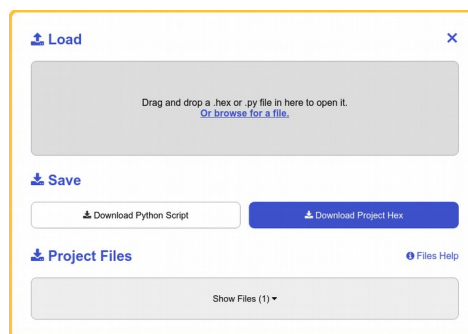 Load
Drag and drop a .hex or .py file in here to open it.
Or browse for a file.
Save
Download Python Script
Download Project Hex
Project Files
Files Help
Show Files (1)